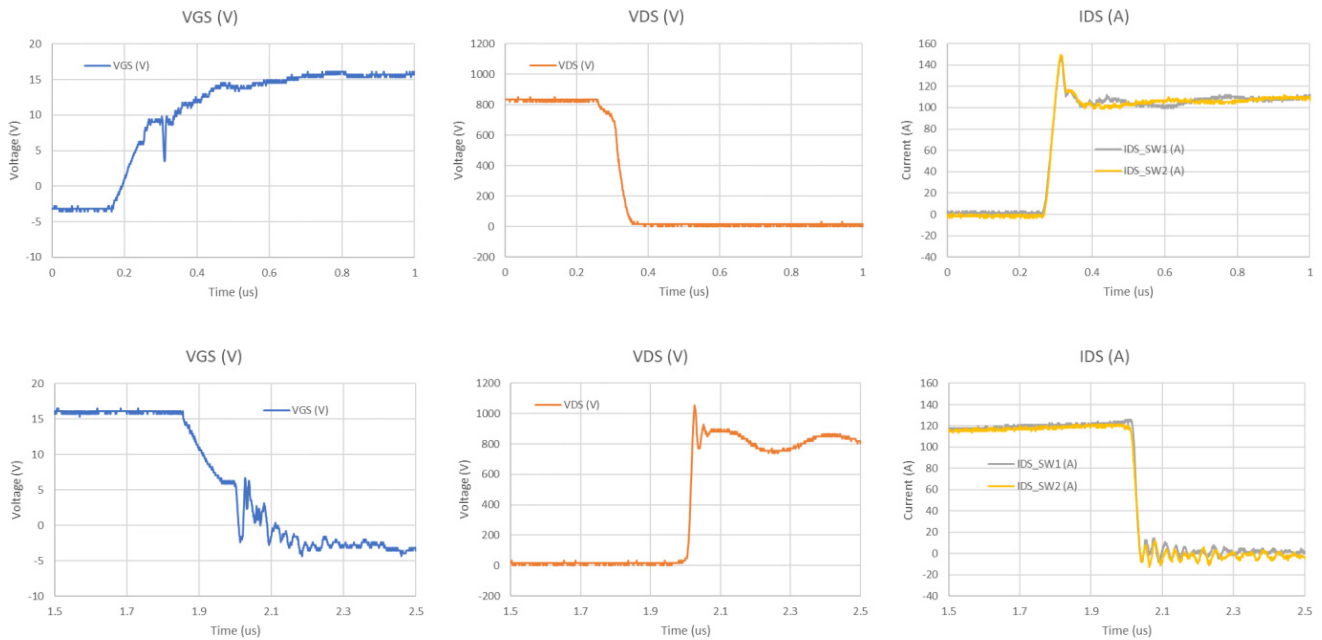 VGS (V)
VDS (V)
IDS (A)
20
15
10
5
0
-5
-10
Voltage (V)
VGS (V)
0 0.2 0.4 0.6 0.8 1
Time (us)
1200
1000
800
600
400
200
0
-200
Voltage (V)
VDS (V)
0 0.2 0.4 0.6 0.8 1
Time (us)
160
140
120
100
80
60
40
20
0
-20
-40
Current (A)
IDS_SW1 (A)
IDS_SW2 (A)
0 0.2 0.4 0.6 0.8 1
Time (us)
VGS (V)
VDS (V)
IDS (A)
20
15
10
5
0
-5
-10
Voltage (V)
VGS (V)
1.5 1.7 1.9 2.1 2.3 2.5
Time (us)
1200
1000
800
600
400
200
0
-200
Voltage (V)
VDS (V)
1.5 1.7 1.9 2.1 2.3 2.5
Time (us)
160
140
120
100
80
60
40
20
0
-20
-40
Current (A)
IDS_SW1 (A)
IDS_SW2 (A)
1.5 1.7 1.9 2.1 2.3 2.5
Time (us)